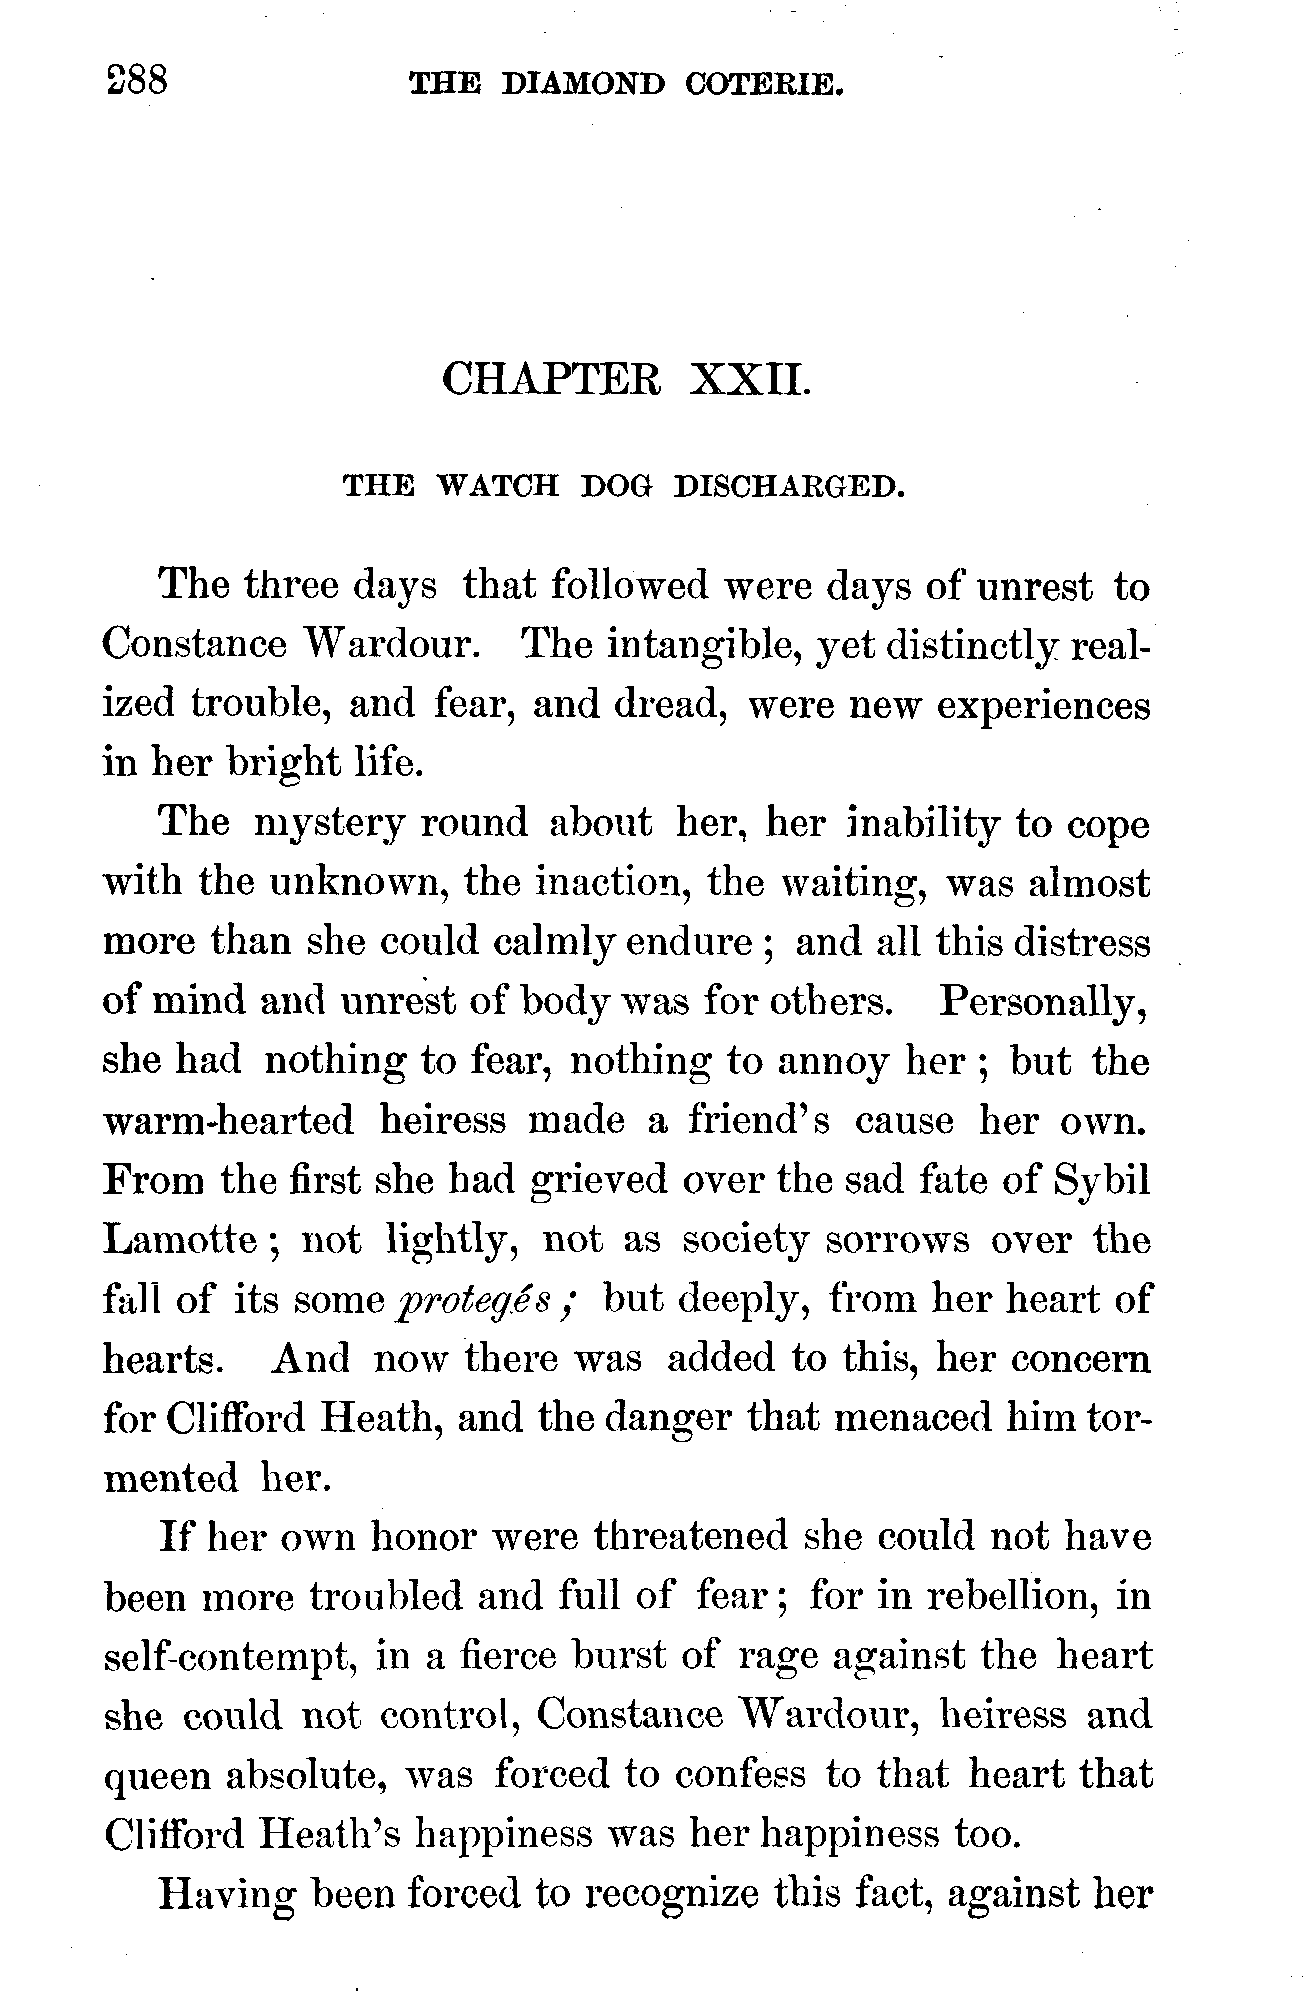 288 THE DIAMOND COTERIE.
CHAPTER XXII.
THE WATCH DOG DISCHARGED.
The three days that followed were days of unrest to
Constance Wardour. The intangible, yet distinctly real-
ized trouble, and fear, and dread, were new experiences
in her bright life.
The mystery round about her, her inability to cope
with the unknown, the inaction, the waiting, was almost
more than she could calmly endure ; and all this distress
of mind and unrest of body was for others. Personally,
she had nothing to fear, nothing to annoy her ; but the
warm-hearted heiress made a friend's cause her own.
From the first she had grieved over the sad fate of Sybil
Lamotte ; not lightly, not as society sorrows over the
fall of its some protegés ; but deeply, from her heart of
hearts. And now there was added to this, her concern
for Clifford Heath, and the danger that menaced him tor-
mented her.
If her own honor were threatened she could not have
been more troubled and full of fear ; for in rebellion, in
self-contempt, in a fierce burst of rage against the heart
she could not control, Constance Wardour, heiress and
queen absolute, was forced to confess to that heart that
Clifford Heath's happiness was her happiness too.
Having been forced to recognize this fact, against her